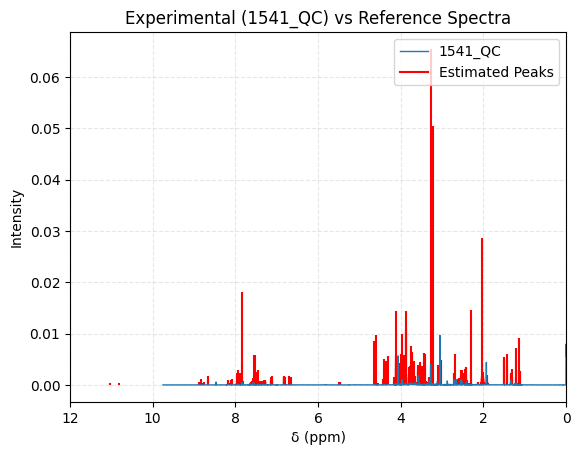 Experimental (1541_QC) vs Reference Spectra
1541_QC
Estimated Peaks
Intensity
0.06
0.05
0.04
0.03
0.02
0.01
0.00
12 10 8 6 4 2 0
δ (ppm)